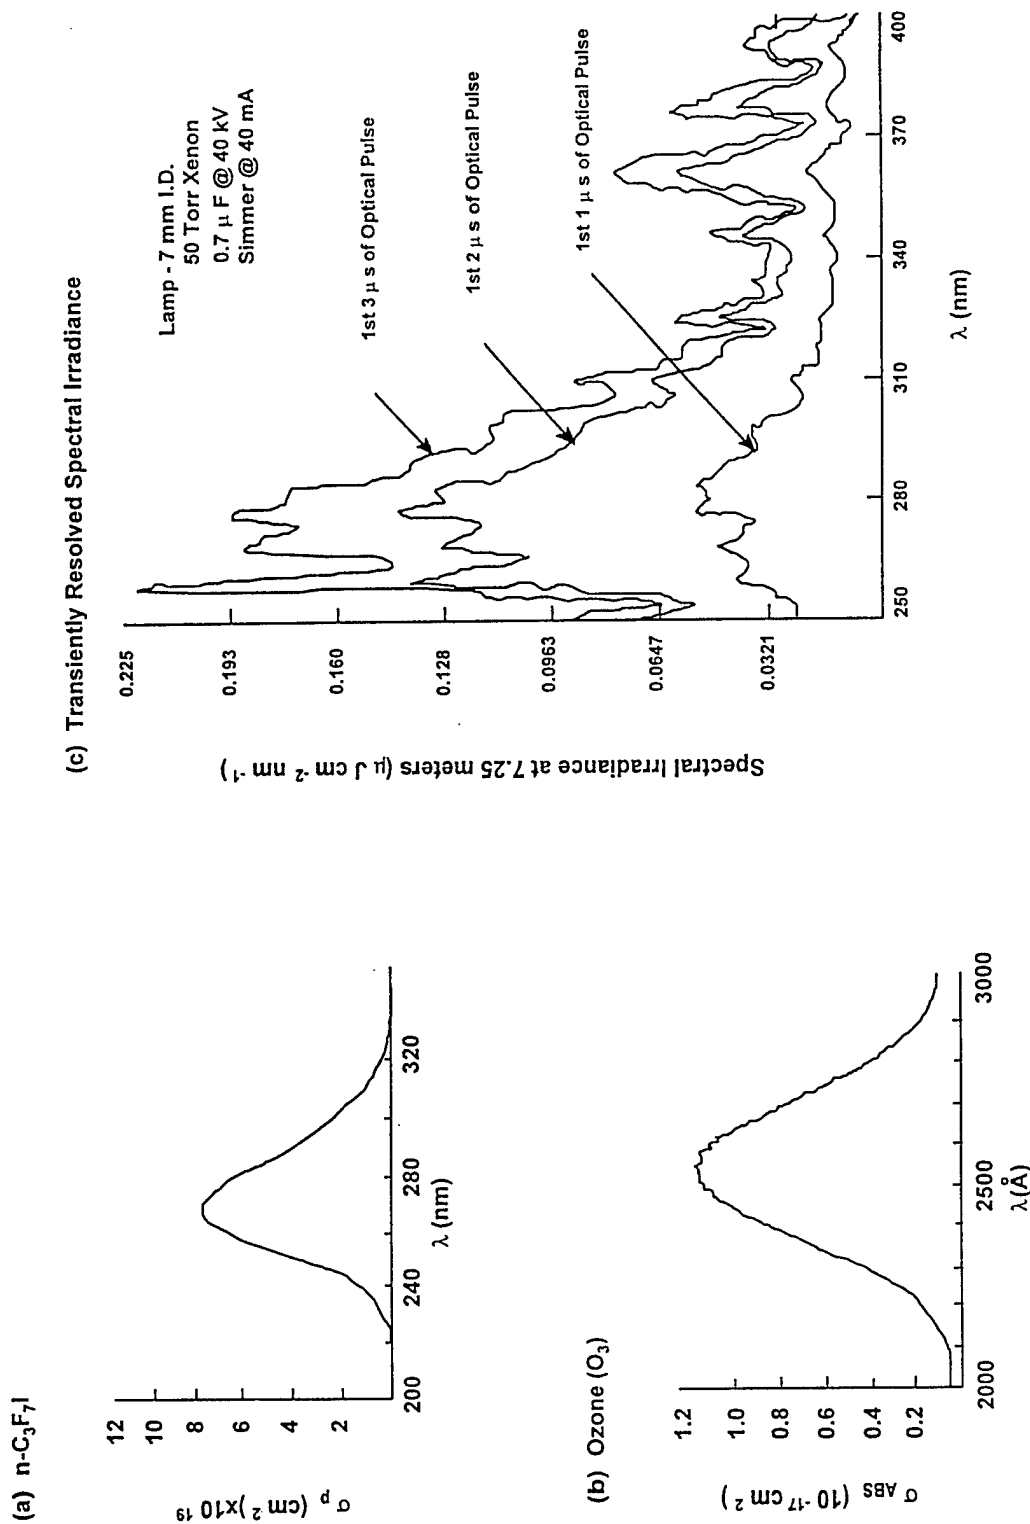 (a) n-C₃F₇I
σ p (cm 2) x10 19
12
10
8
6
4
2
200
240
280
320
λ (nm)
(b) Ozone (O₃)
σ ABS (10 -17 cm 2)
1.2
1.0
0.8
0.6
0.4
0.2
2000
2500
3000
λ(Å)
(c) Transiently Resolved Spectral Irradiance
Spectral Irradiance at 7.25 meters (μ J cm -2 nm -1)
0.225
0.193
0.160
0.128
0.0963
0.0647
0.0321
Lamp - 7 mm I.D.
50 Torr Xenon
0.7 μ F @ 40 kV
Simmer @ 40 mA
1st 3 μ s of Optical Pulse
1st 2 μ s of Optical Pulse
1st 1 μ s of Optical Pulse
250
280
310
340
370
400
λ (nm)